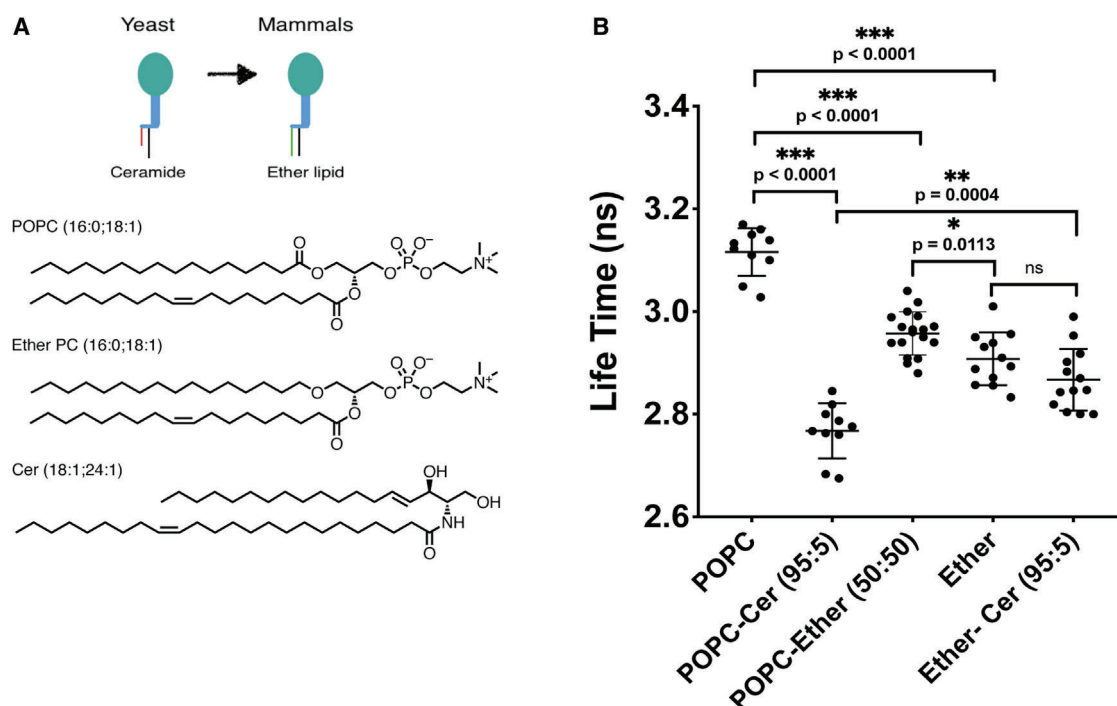 A
Yeast
Mammals
Ceramide
Ether lipid
POPC (16:0;18:1)
O
O
O
P
O
O⁻
O
N⁺
O
Ether PC (16:0;18:1)
O
O
P
O
O⁻
O
N⁺
O
O
Cer (18:1;24:1)
OH
OH
NH
O
B
***
p < 0.0001
***
p < 0.0001
***
p < 0.0001
**
p = 0.0004
*
p = 0.0113
ns
Life Time (ns)
3.4
3.2
3.0
2.8
2.6
POPC
POPC-Cer (95:5)
POPC-Ether (50:50)
Ether
Ether- Cer (95:5)